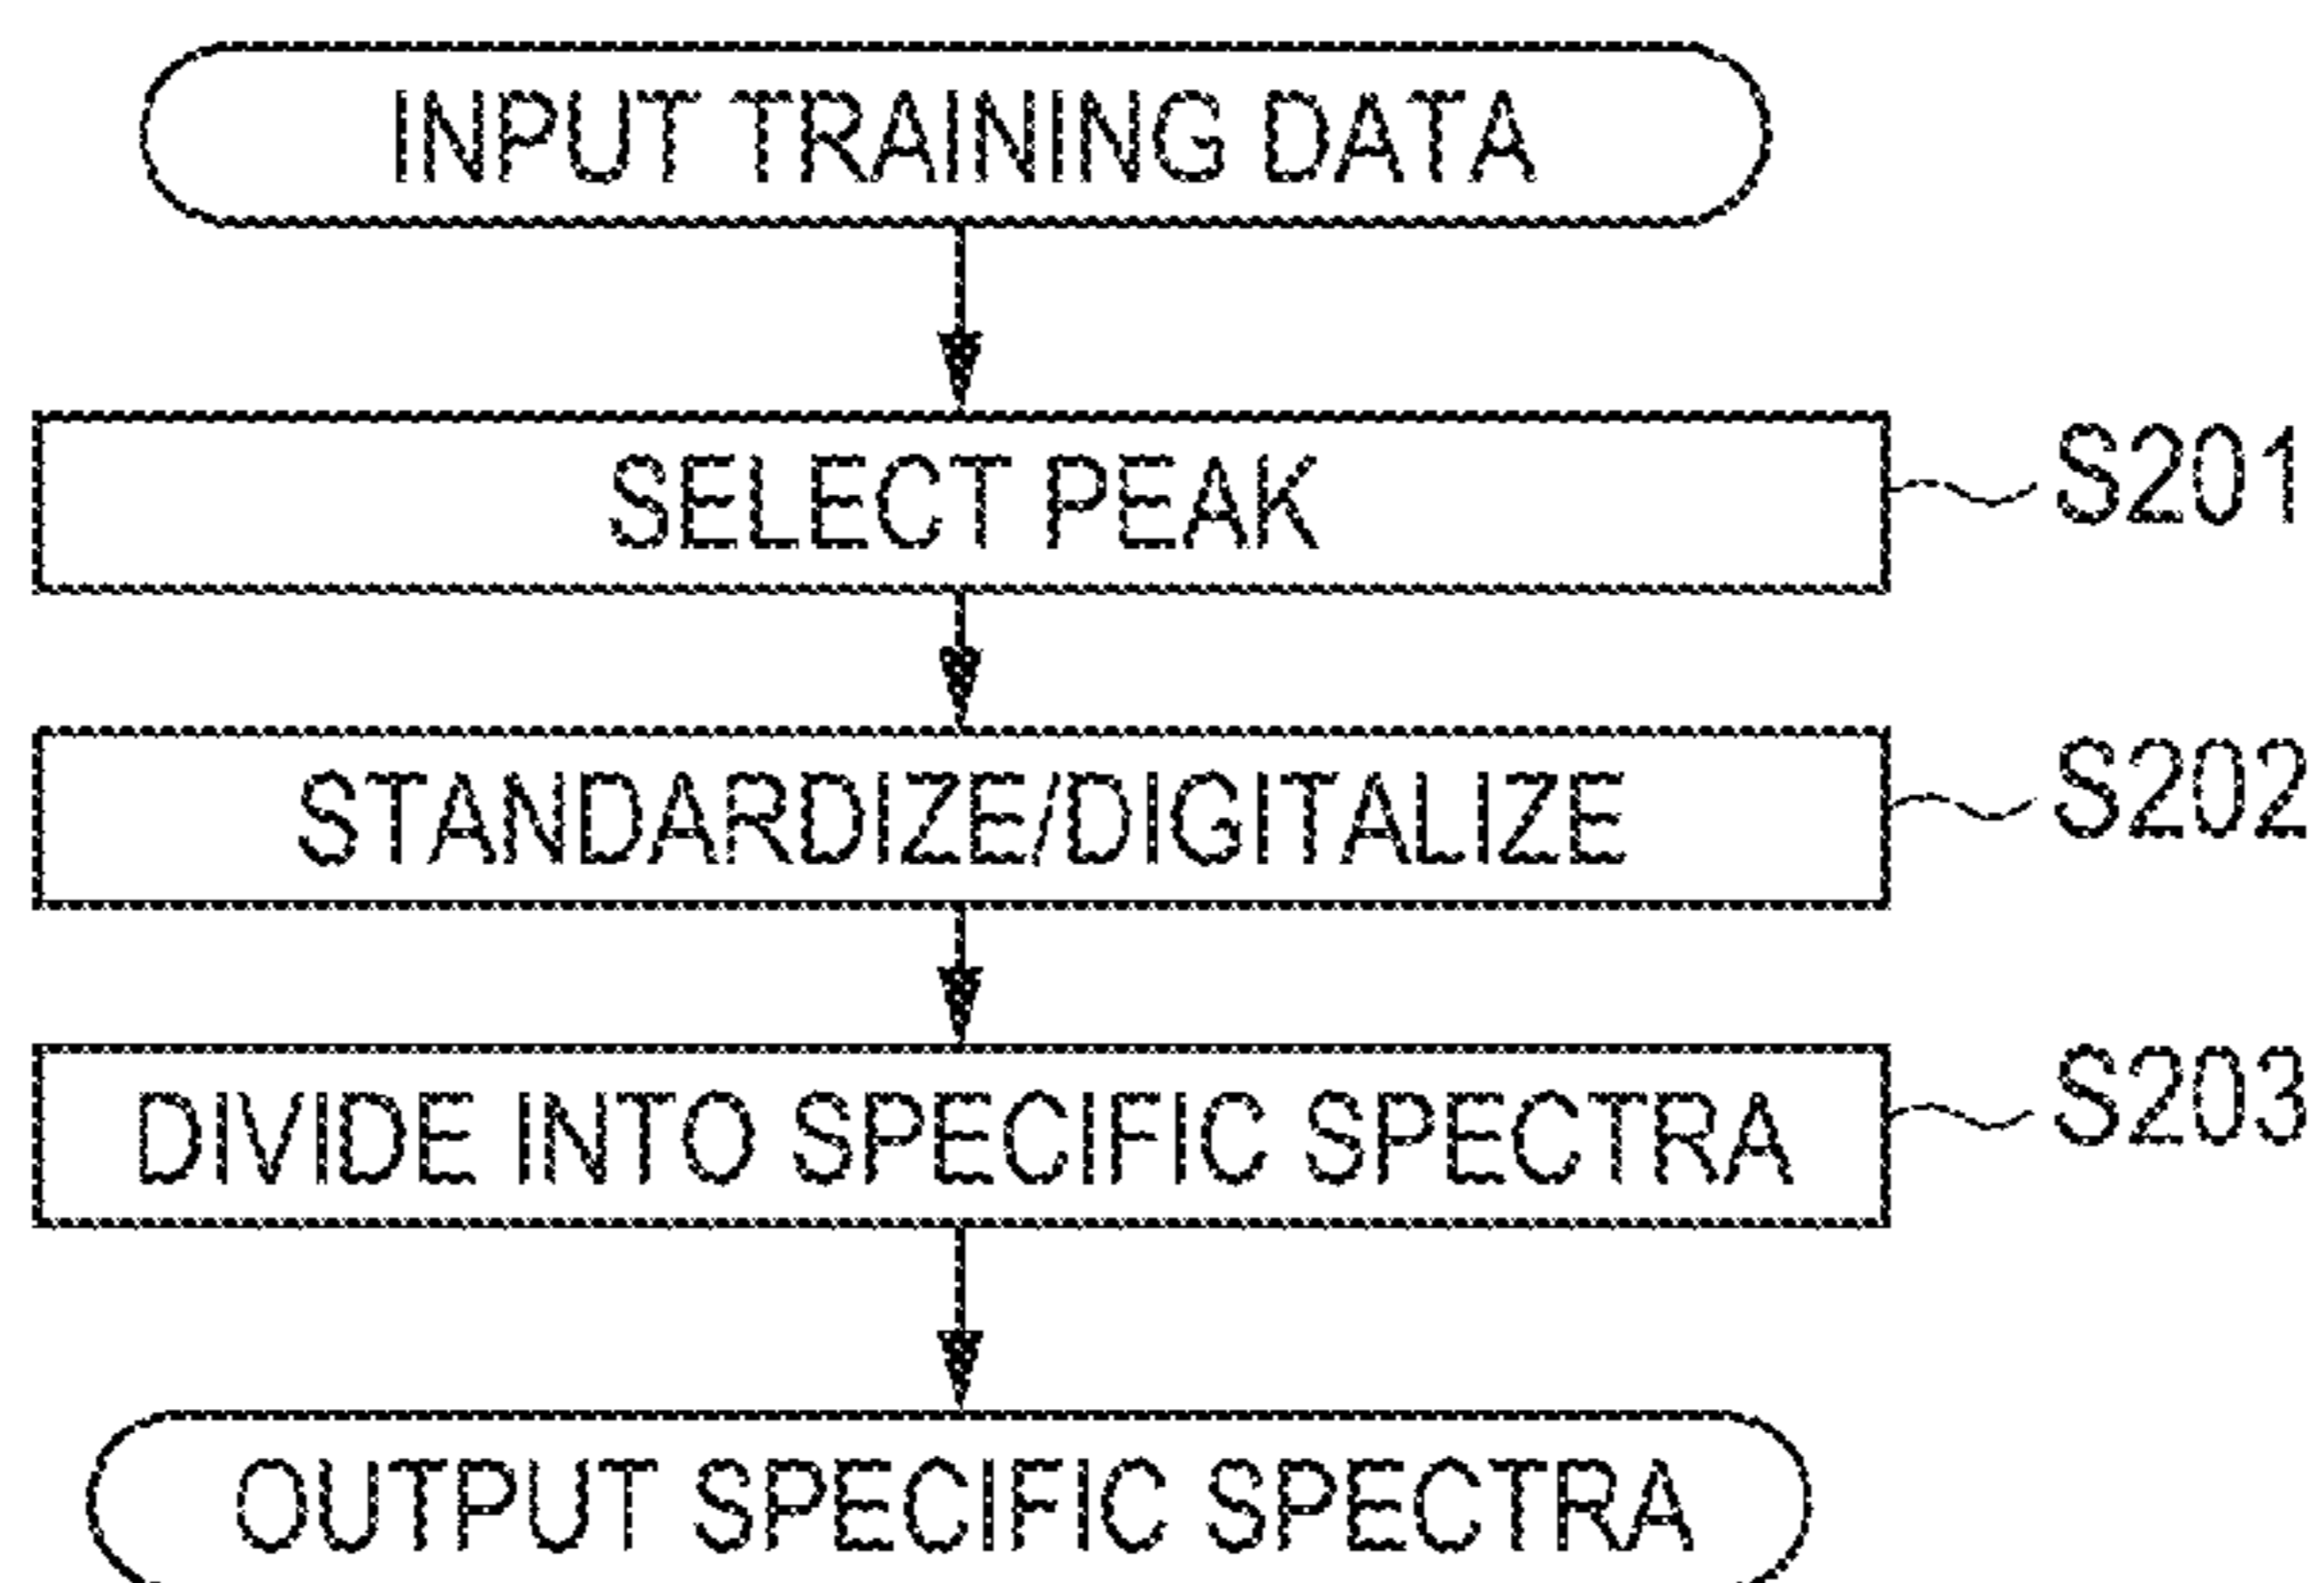 INPUT TRAINING DATA
SELECT PEAK
S201
STANDARDIZE/DIGITALIZE
S202
DIVIDE INTO SPECIFIC SPECTRA
S203
OUTPUT SPECIFIC SPECTRA